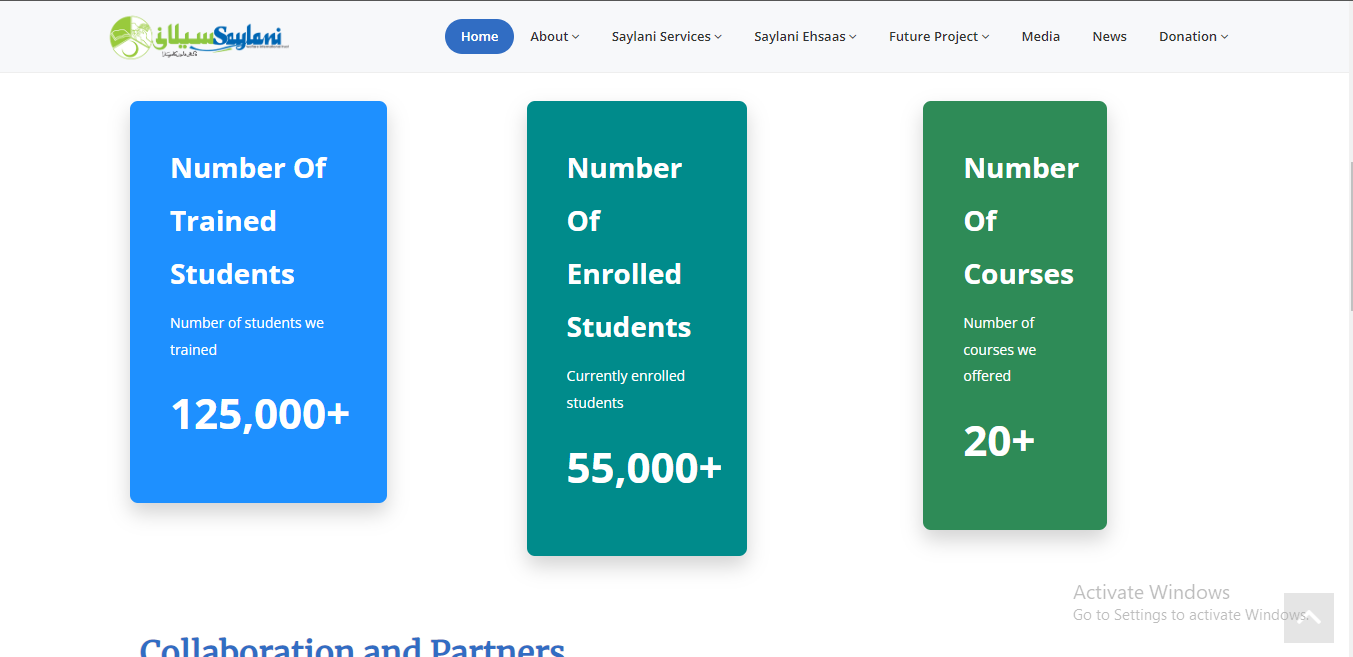 سیلانی Saylani
Home
About
Saylani Services
Saylani Ehsaas
Future Project
Media
News
Donation
Number Of
Trained
Students
Number of students we
trained
125,000+
Number
Of
Enrolled
Students
Currently enrolled
students
55,000+
Number
Of
Courses
Number of
courses we
offered
20+
Activate Windows
Go to Settings to activate Windows.
Collaboration and Partners